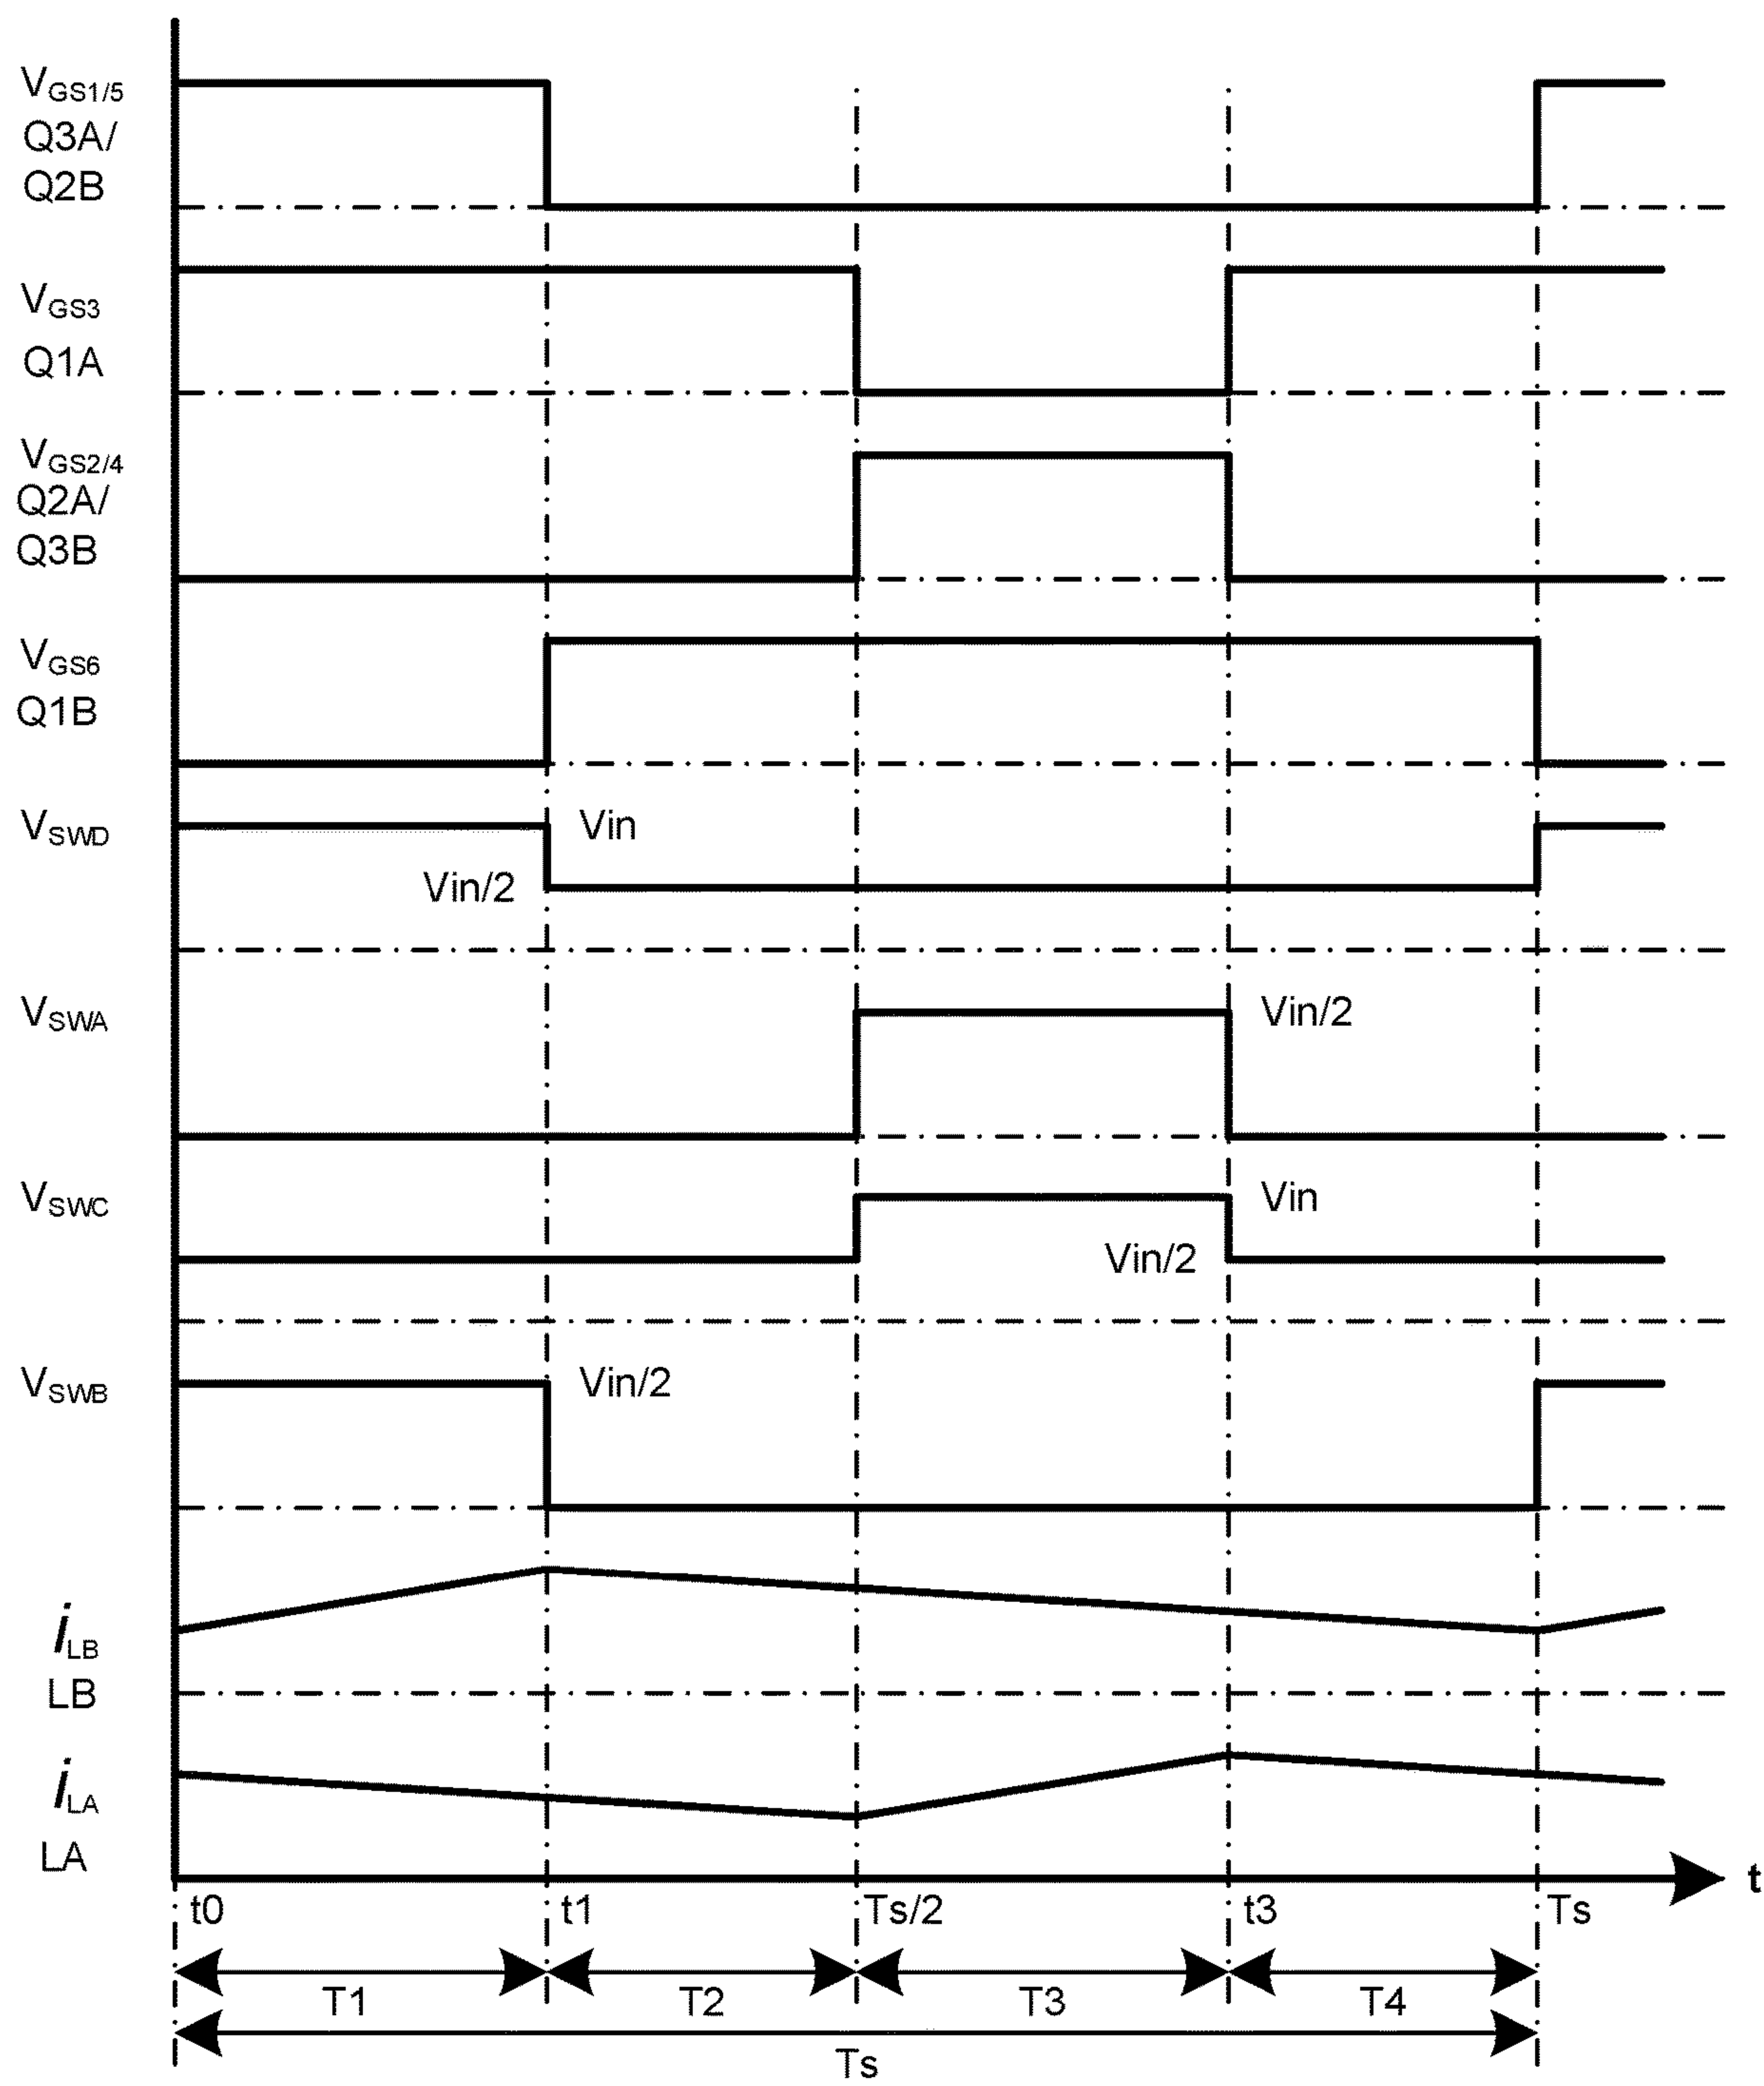 VGS1/5
Q3A/
Q2B
VGS3
Q1A
VGS2/4
Q2A/
Q3B
VGS6
Q1B
VSWD
Vin
Vin/2
VSWA
Vin/2
VSWC
Vin
Vin/2
VSWB
Vin/2
iLB
LB
iLA
LA
t
t0 t1 Ts/2 t3 Ts
T1 T2 T3 T4
Ts